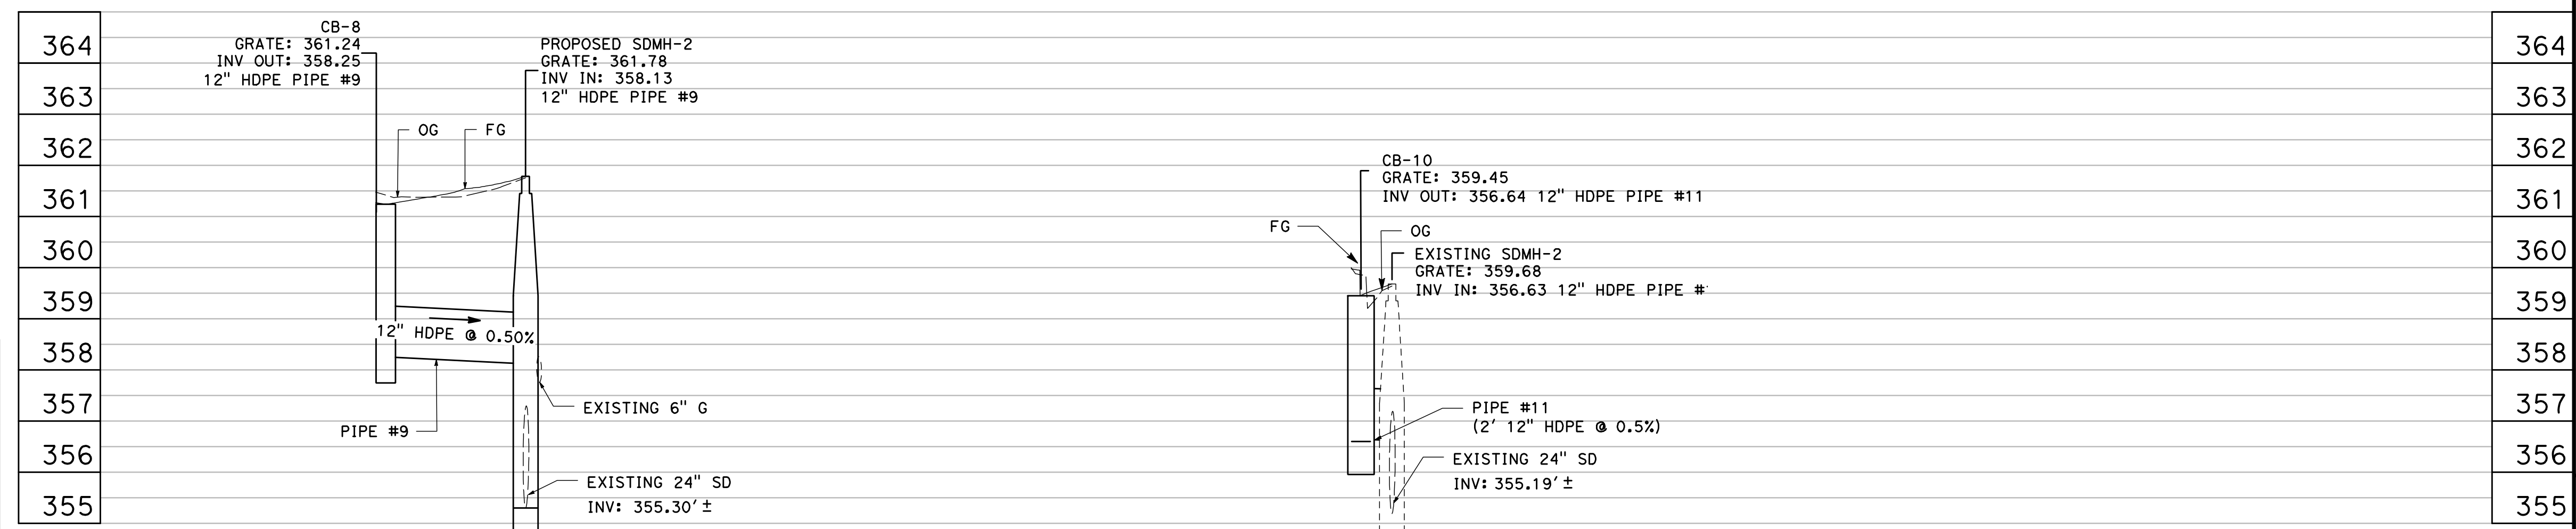 364
363
362
361
360
359
358
357
356
355
CB-8
GRATE: 361.24
INV OUT: 358.25
12" HDPE PIPE #9
PROPOSED SDMH-2
GRATE: 361.78
INV IN: 358.13
12" HDPE PIPE #9
OG
FG
12" HDPE @ 0.50%
PIPE #9
EXISTING 6" G
EXISTING 24" SD
INV: 355.30'±
CB-10
GRATE: 359.45
INV OUT: 356.64 12" HDPE PIPE #11
FG
OG
EXISTING SDMH-2
GRATE: 359.68
INV IN: 356.63 12" HDPE PIPE #
PIPE #11
(2' 12" HDPE @ 0.5%)
EXISTING 24" SD
INV: 355.19'±
364
363
362
361
360
359
358
357
356
355